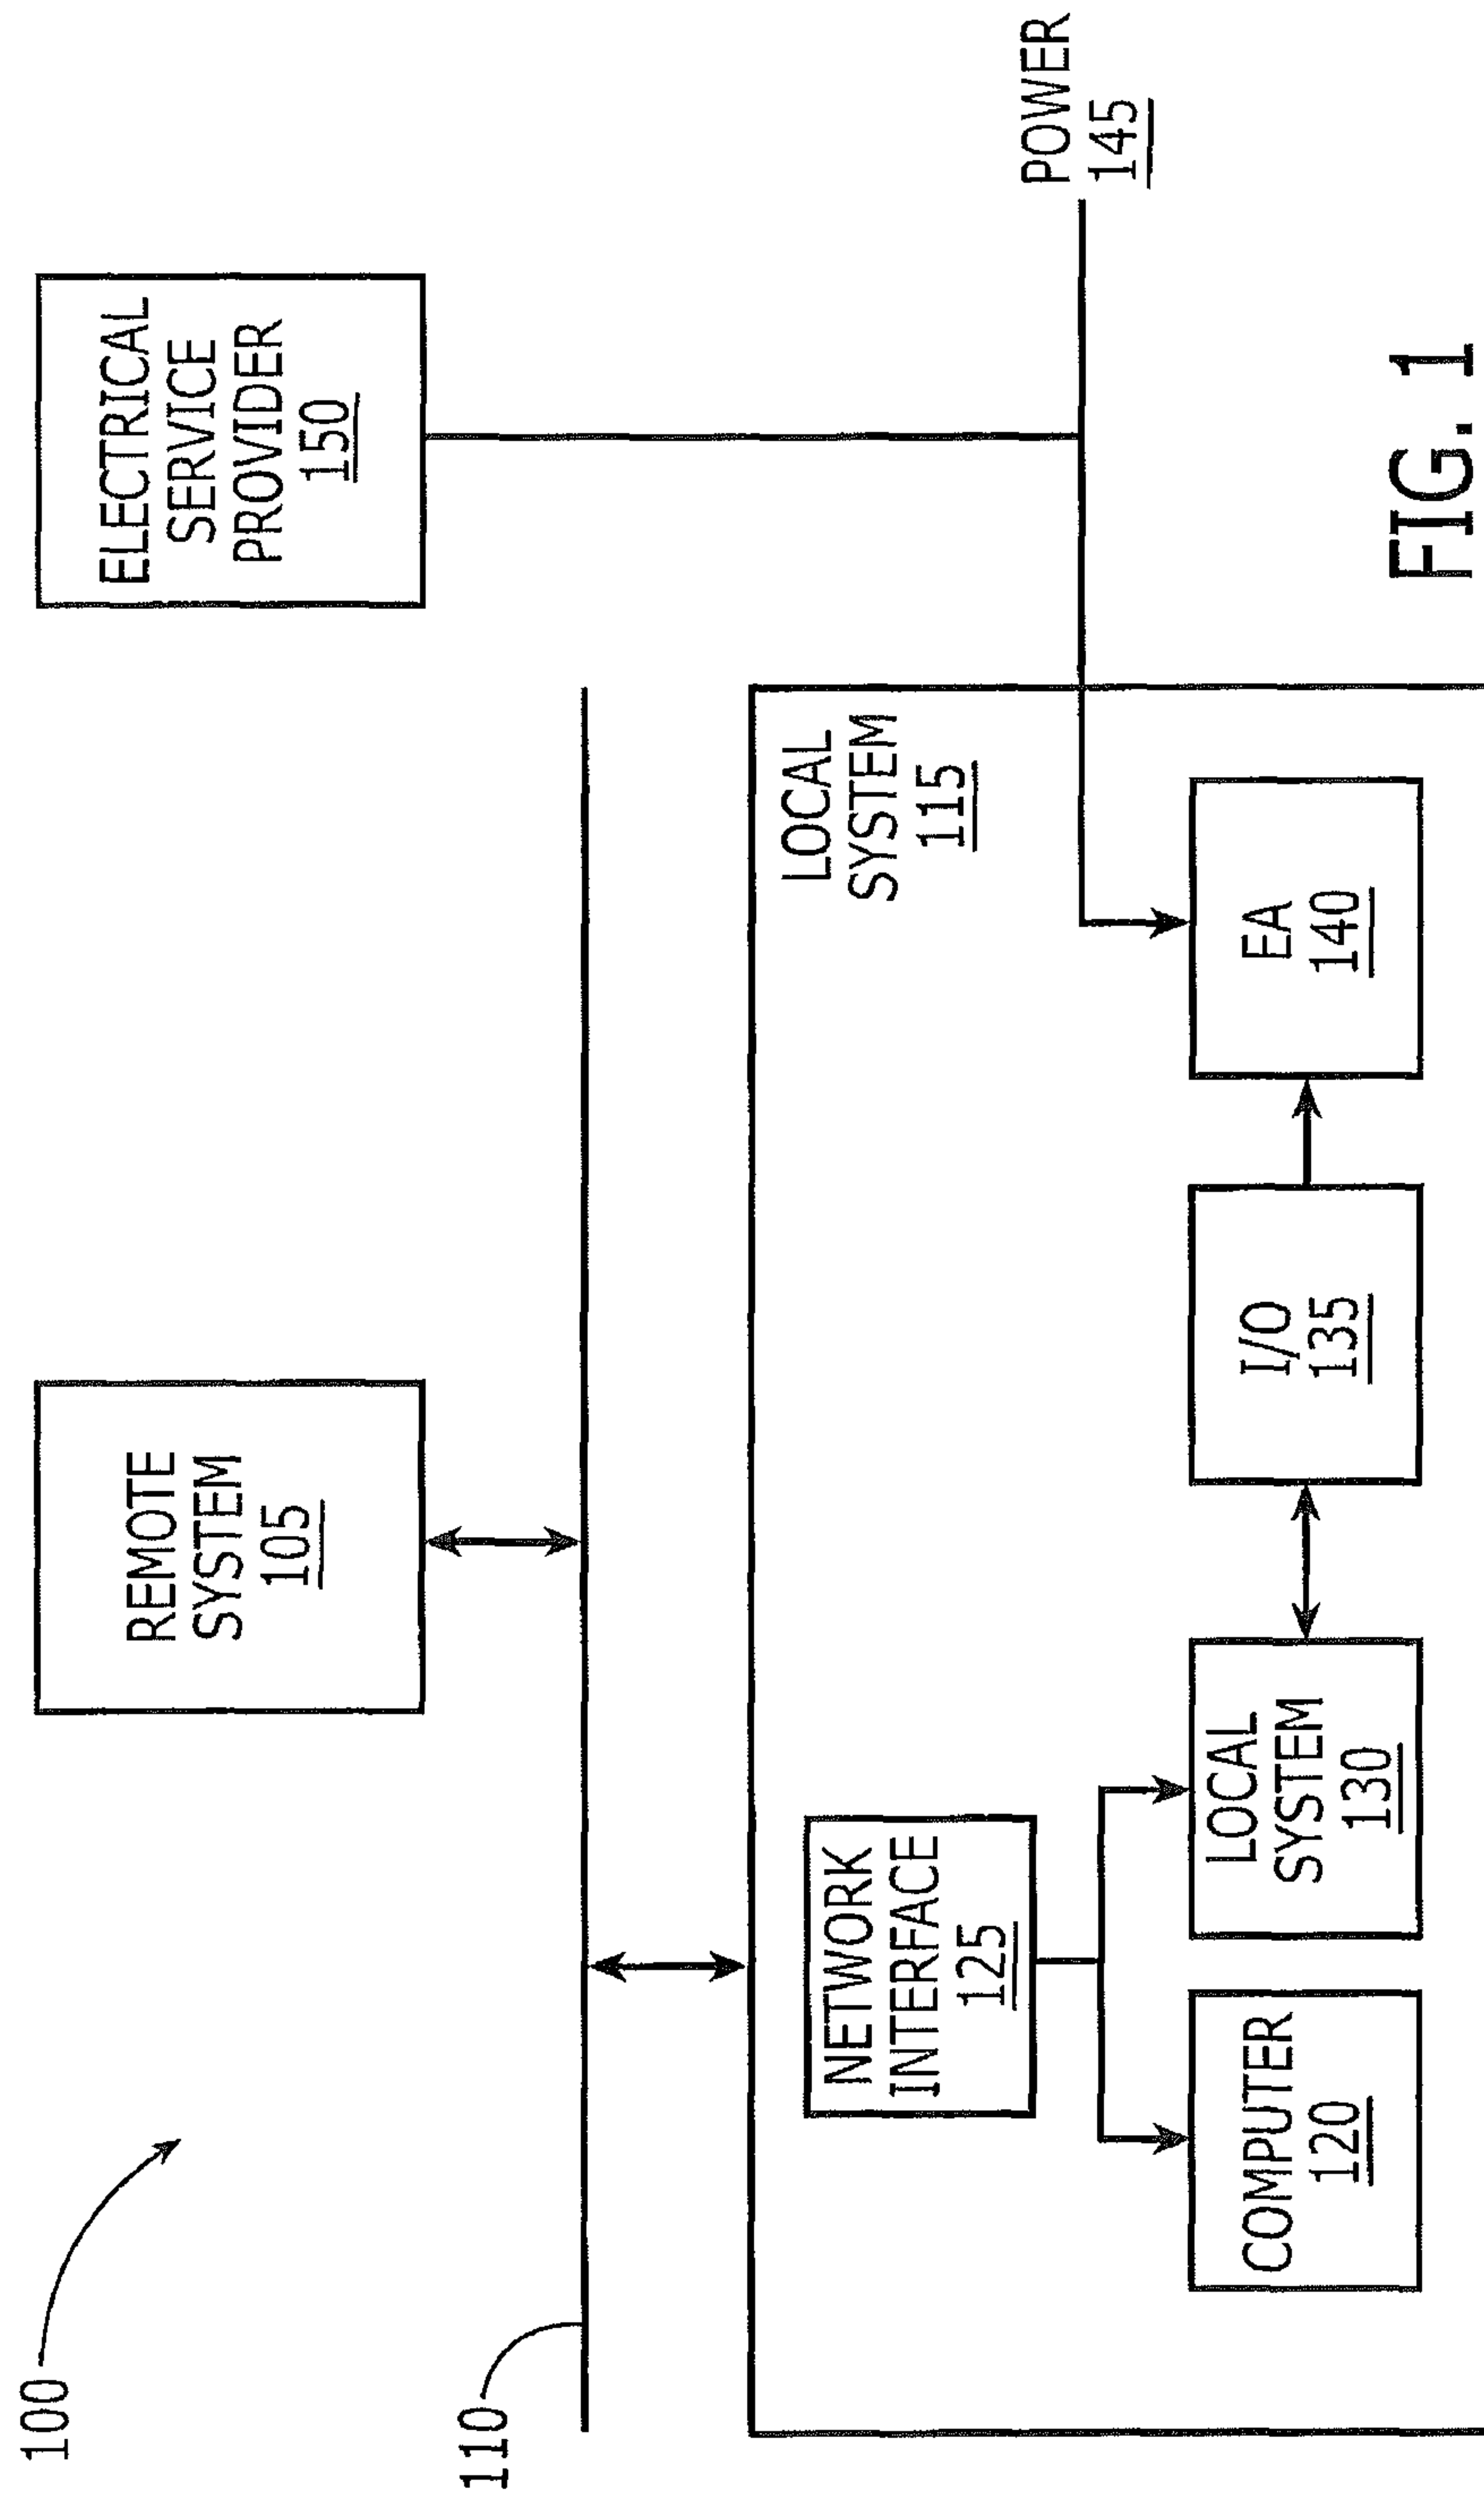 100
REMOTE
SYSTEM
105
ELECTRICAL
SERVICE
PROVIDER
150
110
LOCAL
SYSTEM
115
NETWORK
INTERFACE
125
POWER
145
COMPUTER
120
LOCAL
SYSTEM
130
I/O
135
EA
140
FIG. 1